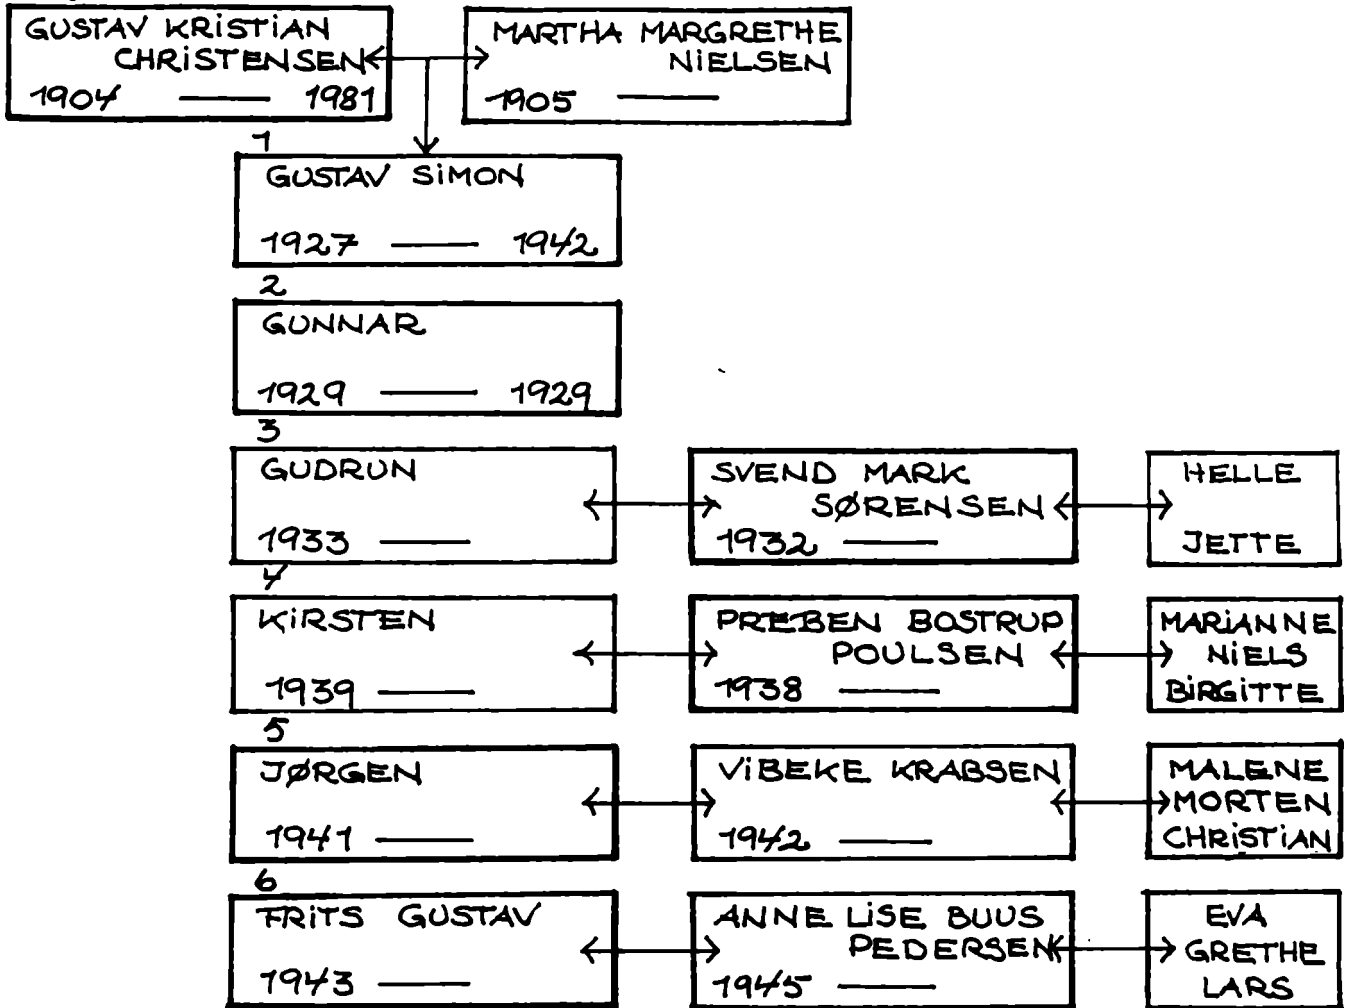 GUSTAV KRISTIAN
CHRISTENSEN
1904 — 1981
MARTHA MARGRETHE
NIELSEN
1905 —
1
GUSTAV SIMON
1927 — 1942
2
GUNNAR
1929 — 1929
3
GUDRUN
1933 —
SVEND MARK
SØRENSEN
1932 —
HELLE
JETTE
4
KIRSTEN
1939 —
PREBEN BOSTRUP
POULSEN
1938 —
MARIANNE
NIELS
BIRGITTE
5
JØRGEN
1941 —
VIBEKE KRABSEN
1942 —
MALENE
MORTEN
CHRISTIAN
6
FRITS GUSTAV
1943 —
ANNE LISE BUUS
PEDERSEN
1945 —
EVA
GRETHE
LARS